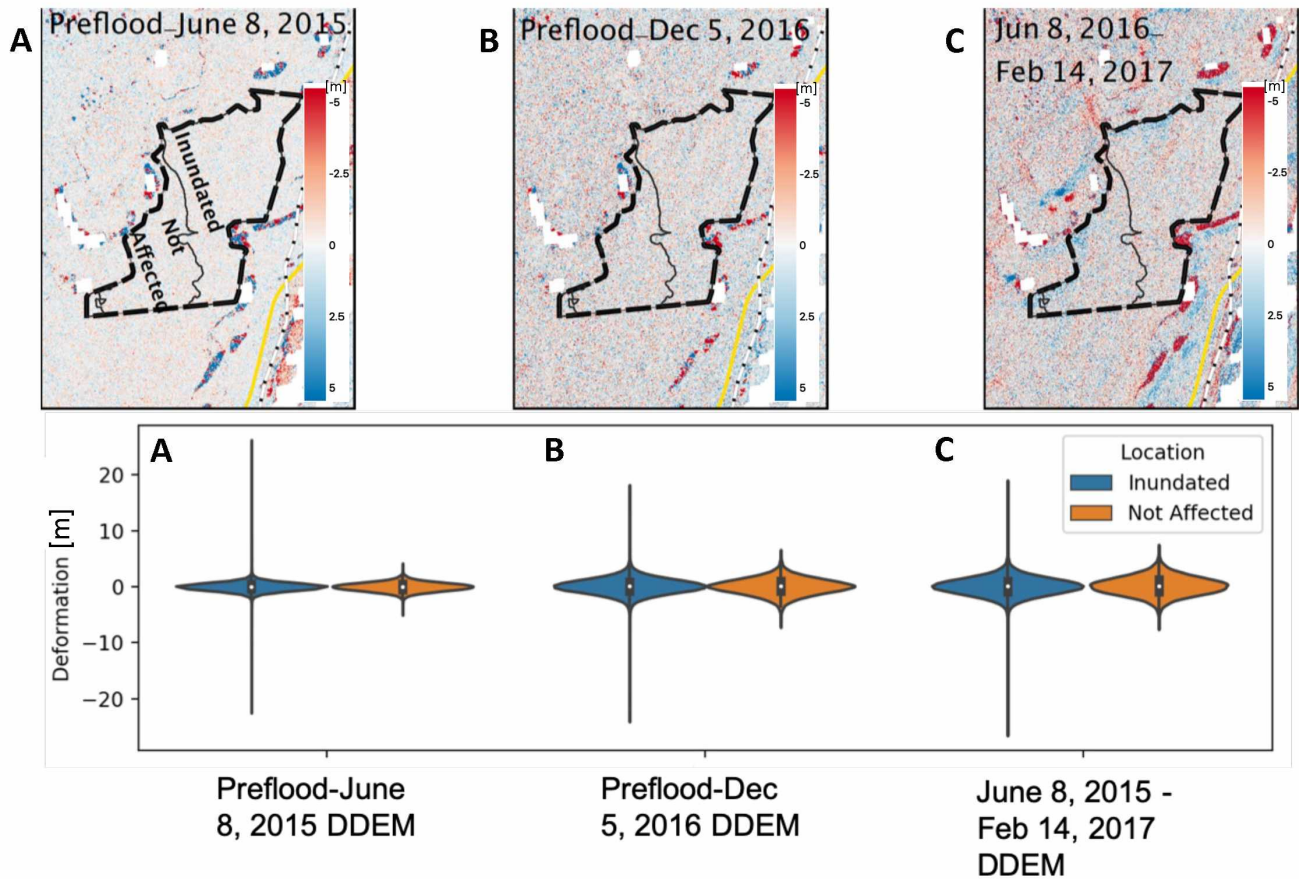 A
Preflood_June 8, 2015
[m]
-5
-2.5
0
2.5
5
Inundated
Not
Affected
B
Preflood_Dec 5, 2016
[m]
-5
-2.5
0
2.5
5
C
Jun 8, 2016_
Feb 14, 2017
[m]
-5
-2.5
0
2.5
5
A
B
C
Location
Inundated
Not Affected
Deformation [m]
20
10
0
−10
−20
Preflood-June
8, 2015 DDEM
Preflood-Dec
5, 2016 DDEM
June 8, 2015 -
Feb 14, 2017
DDEM